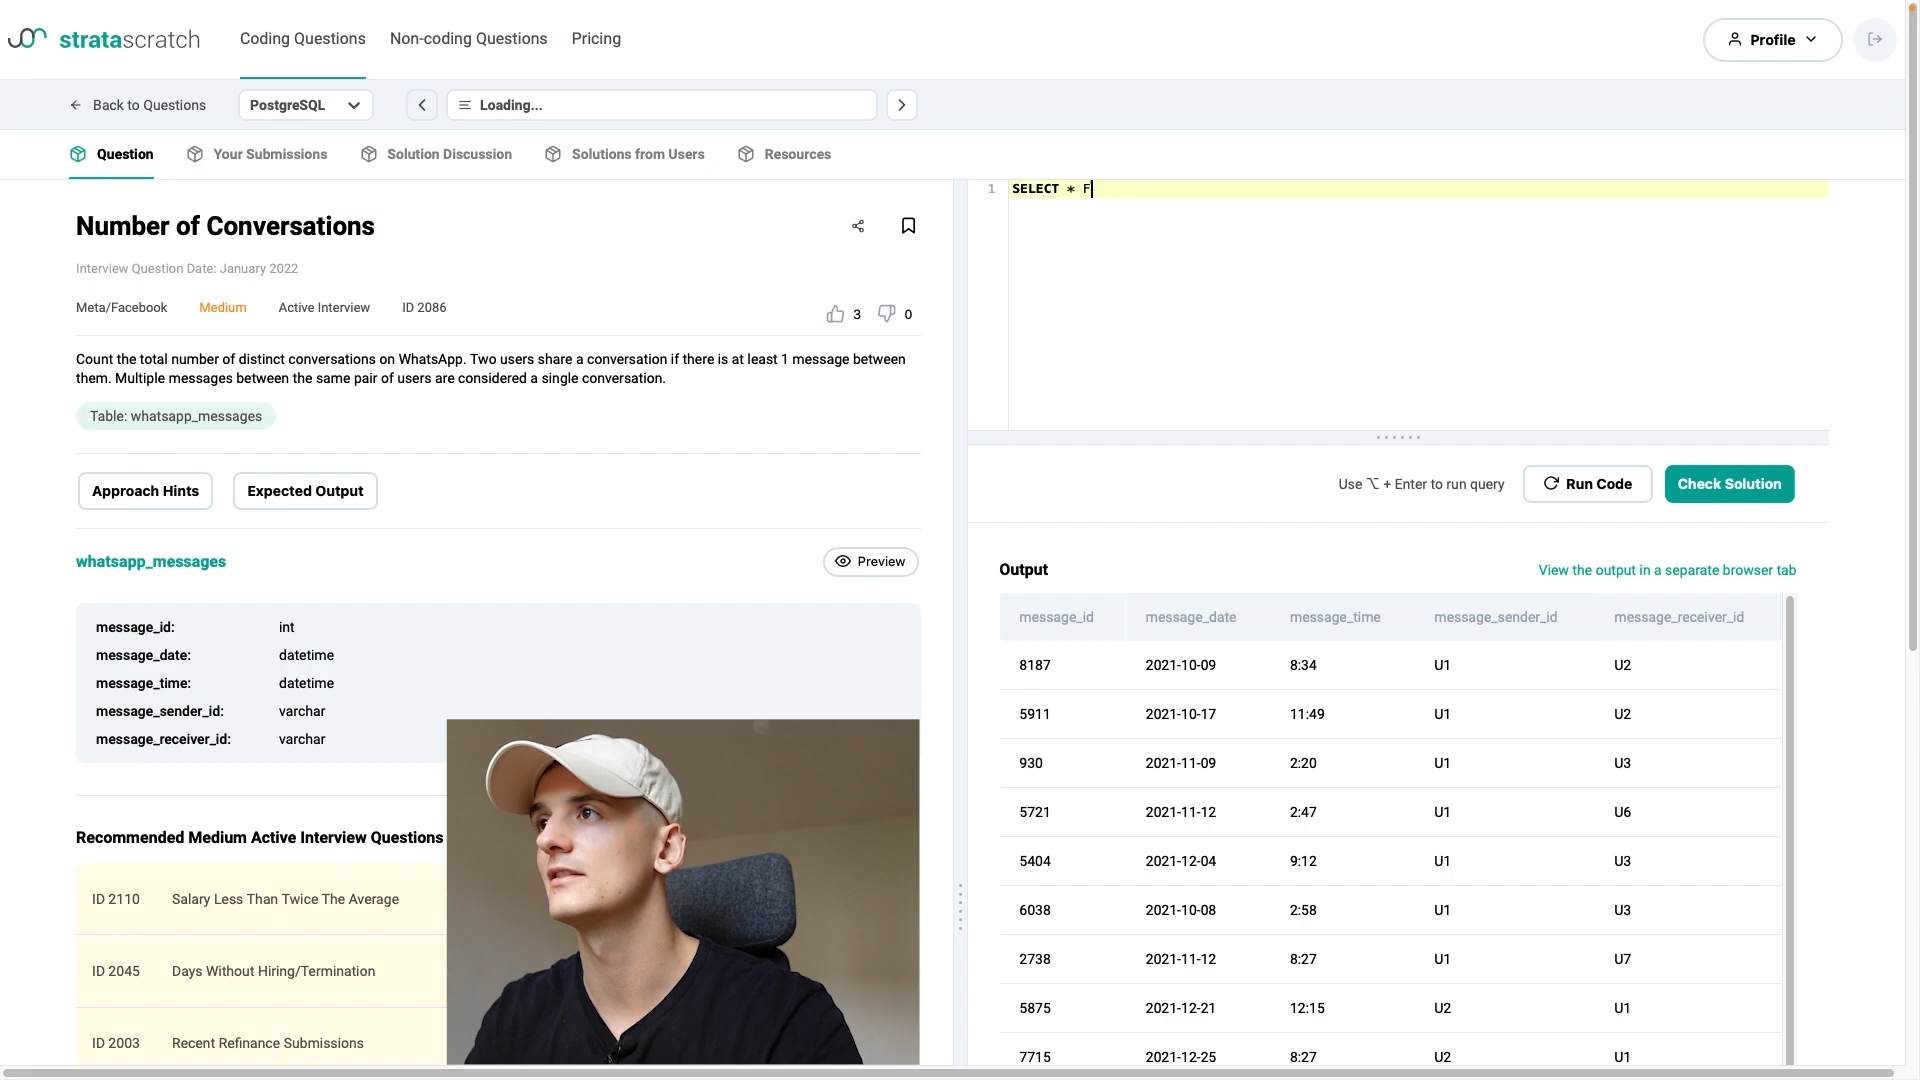 stratascratch
Coding Questions
Non-coding Questions
Pricing
Profile
Back to Questions
PostgreSQL
Loading...
Question
Your Submissions
Solution Discussion
Solutions from Users
Resources
Number of Conversations
Interview Question Date: January 2022
Meta/Facebook Medium Active Interview ID 2086
3 0
Count the total number of distinct conversations on WhatsApp. Two users share a conversation if there is at least 1 message between
them. Multiple messages between the same pair of users are considered a single conversation.
Table: whatsapp_messages
Approach Hints
Expected Output
whatsapp_messages
Preview
message_id: int
message_date: datetime
message_time: datetime
message_sender_id: varchar
message_receiver_id: varchar
Recommended Medium Active Interview Questions
ID 2110 Salary Less Than Twice The Average
ID 2045 Days Without Hiring/Termination
ID 2003 Recent Refinance Submissions
1 SELECT * F
Use ⌥ + Enter to run query
Run Code
Check Solution
Output
View the output in a separate browser tab
message_id message_date message_time message_sender_id message_receiver_id
8187 2021-10-09 8:34 U1 U2
5911 2021-10-17 11:49 U1 U2
930 2021-11-09 2:20 U1 U3
5721 2021-11-12 2:47 U1 U6
5404 2021-12-04 9:12 U1 U3
6038 2021-10-08 2:58 U1 U3
2738 2021-11-12 8:27 U1 U7
5875 2021-12-21 12:15 U2 U1
7715 2021-12-25 8:27 U2 U1